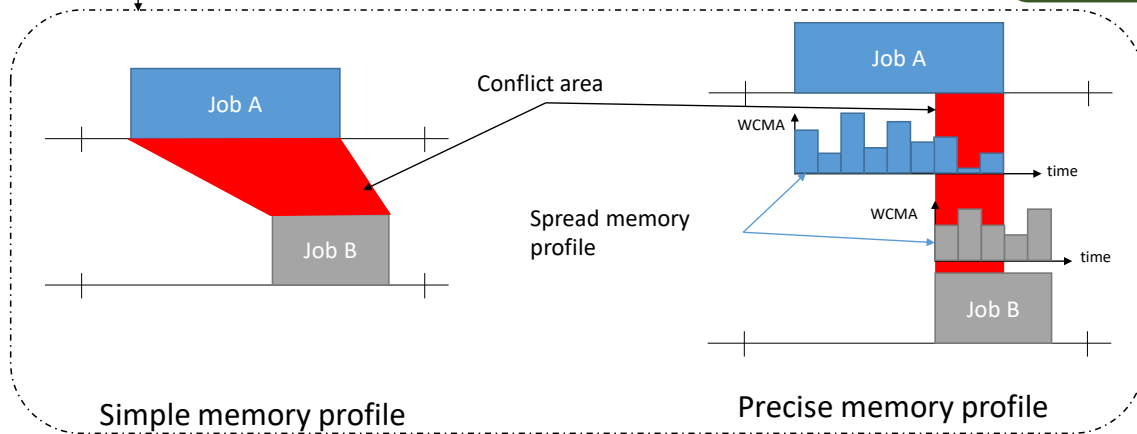 Job A
Job A
Conflict area
WCMA
time
Spread memory
profile
WCMA
time
Job B
Job B
Simple memory profile
Precise memory profile